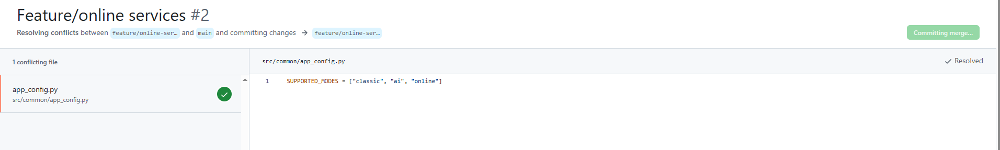 Feature/online services #2
Resolving conflicts between feature/online-ser… and main and committing changes → feature/online-ser…
Committing merge...
1 conflicting file
src/common/app_config.py
Resolved
app_config.py
src/common/app_config.py
1 SUPPORTED_MODES = ["classic", "ai", "online"]